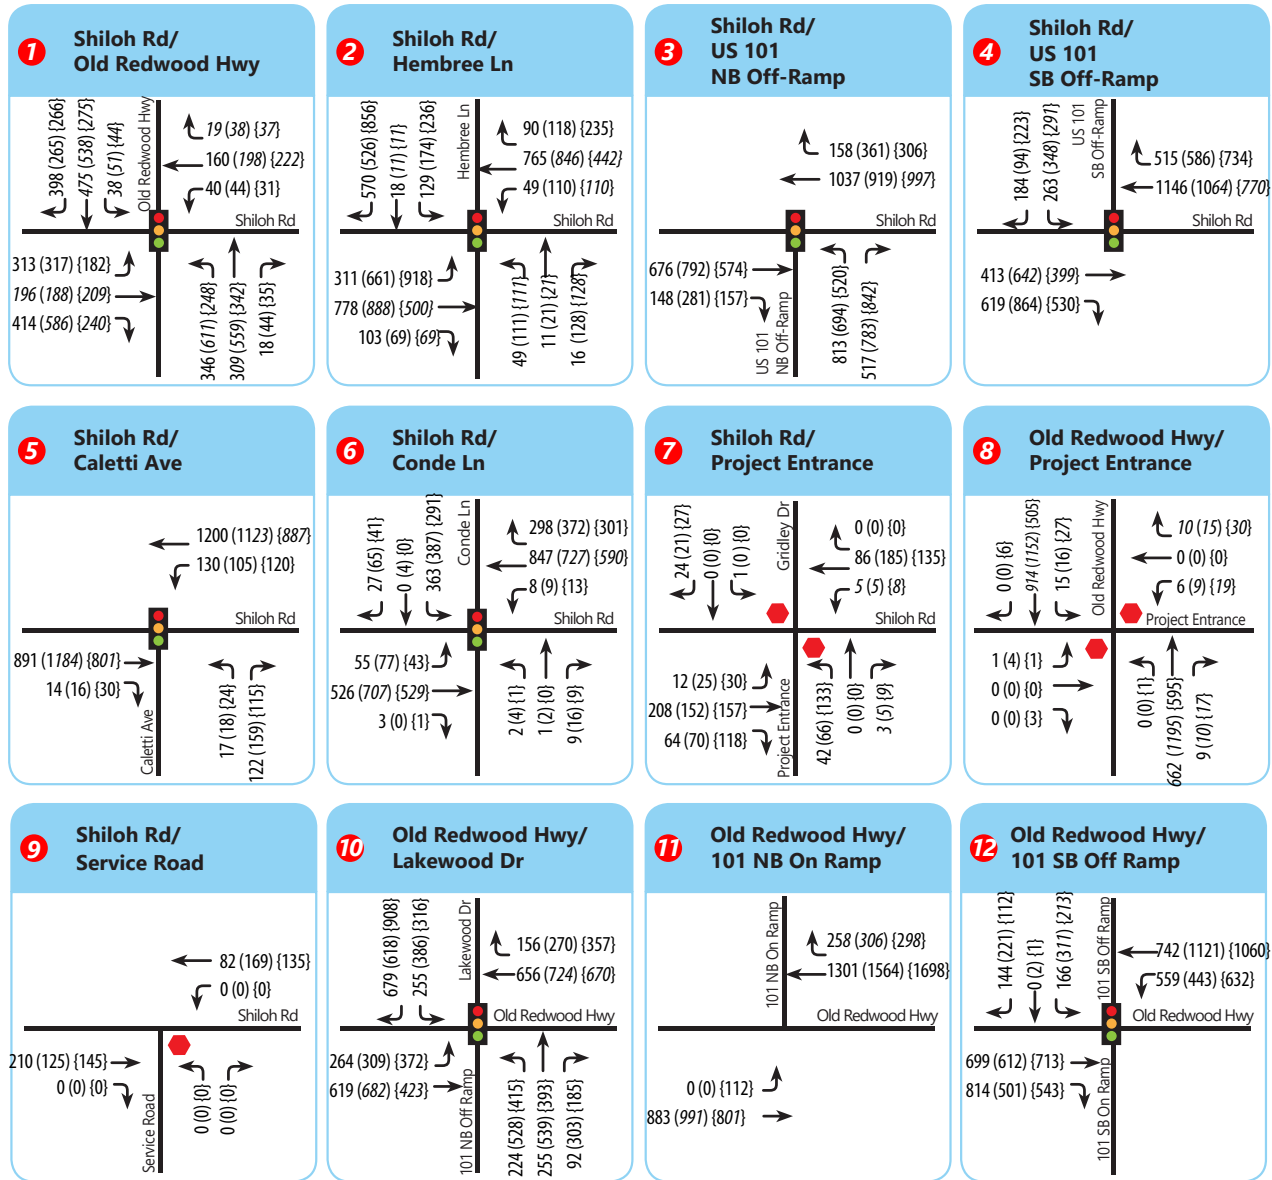 1
Shiloh Rd/
Old Redwood Hwy
398 (265) {266}
475 (538) {275}
38 (51) {44}
Old Redwood Hwy
19 (38) {37}
160 (198) {222}
40 (44) {31}
Shiloh Rd
313 (317) {182}
196 (188) {209}
414 (586) {240}
346 (611) {248}
309 (559) {342}
18 (44) {35}
2
Shiloh Rd/
Hembree Ln
570 (526) {856}
18 (11) {11}
129 (174) {236}
Hembree Ln
90 (118) {235}
765 (846) {442}
49 (110) {110}
Shiloh Rd
311 (661) {918}
778 (888) {500}
103 (69) {69}
49 (111) {111}
11 (21) {21}
16 (128) {128}
3
Shiloh Rd/
US 101
NB Off-Ramp
158 (361) {306}
1037 (919) {997}
676 (792) {574}
148 (281) {157}
US 101
NB Off-Ramp
813 (694) {520}
517 (783) {842}
4
Shiloh Rd/
US 101
SB Off-Ramp
184 (94) {223}
263 (348) {291}
US 101
SB Off-Ramp
515 (586) {734}
1146 (1064) {770}
Shiloh Rd
413 (642) {399}
619 (864) {530}
5
Shiloh Rd/
Caletti Ave
1200 (1123) {887}
130 (105) {120}
Shiloh Rd
891 (1184) {801}
14 (16) {30}
Caletti Ave
17 (18) {24}
122 (159) {115}
6
Shiloh Rd/
Conde Ln
27 (65) {41}
0 (4) {0}
363 (387) {291}
Conde Ln
298 (372) {301}
847 (727) {590}
8 (9) {13}
Shiloh Rd
55 (77) {43}
526 (707) {529}
3 (0) {1}
2 (4) {1}
1 (2) {0}
9 (16) {9}
7
Shiloh Rd/
Project Entrance
24 (21) {27}
0 (0) {0}
1 (0) {0}
Gridley Dr
0 (0) {0}
86 (185) {135}
5 (5) {8}
Shiloh Rd
12 (25) {30}
208 (152) {157}
64 (70) {118}
Project Entrance
42 (66) {133}
0 (0) {0}
3 (5) {9}
8
Old Redwood Hwy/
Project Entrance
0 (0) {6}
914 (1152) {505}
15 (16) {27}
Old Redwood Hwy
10 (15) {30}
0 (0) {0}
6 (9) {19}
Project Entrance
1 (4) {1}
0 (0) {0}
0 (0) {3}
0 (0) {1}
662 (1195) {595}
9 (10) {17}
9
Shiloh Rd/
Service Road
82 (169) {135}
0 (0) {0}
Shiloh Rd
210 (125) {145}
0 (0) {0}
Service Road
0 (0) {0}
0 (0) {0}
10
Old Redwood Hwy/
Lakewood Dr
679 (618) {908}
255 (386) {316}
Lakewood Dr
156 (270) {357}
656 (724) {670}
Old Redwood Hwy
264 (309) {372}
619 (682) {423}
101 NB Off Ramp
224 (528) {415}
255 (539) {393}
92 (303) {185}
11
Old Redwood Hwy/
101 NB On Ramp
101 NB On Ramp
258 (306) {298}
1301 (1564) {1698}
Old Redwood Hwy
0 (0) {112}
883 (991) {801}
12
Old Redwood Hwy/
101 SB Off Ramp
144 (221) {112}
0 (2) {1}
166 (311) {213}
101 SB Off Ramp
742 (1121) {1060}
559 (443) {632}
Old Redwood Hwy
699 (612) {713}
814 (501) {543}
101 SB On Ramp